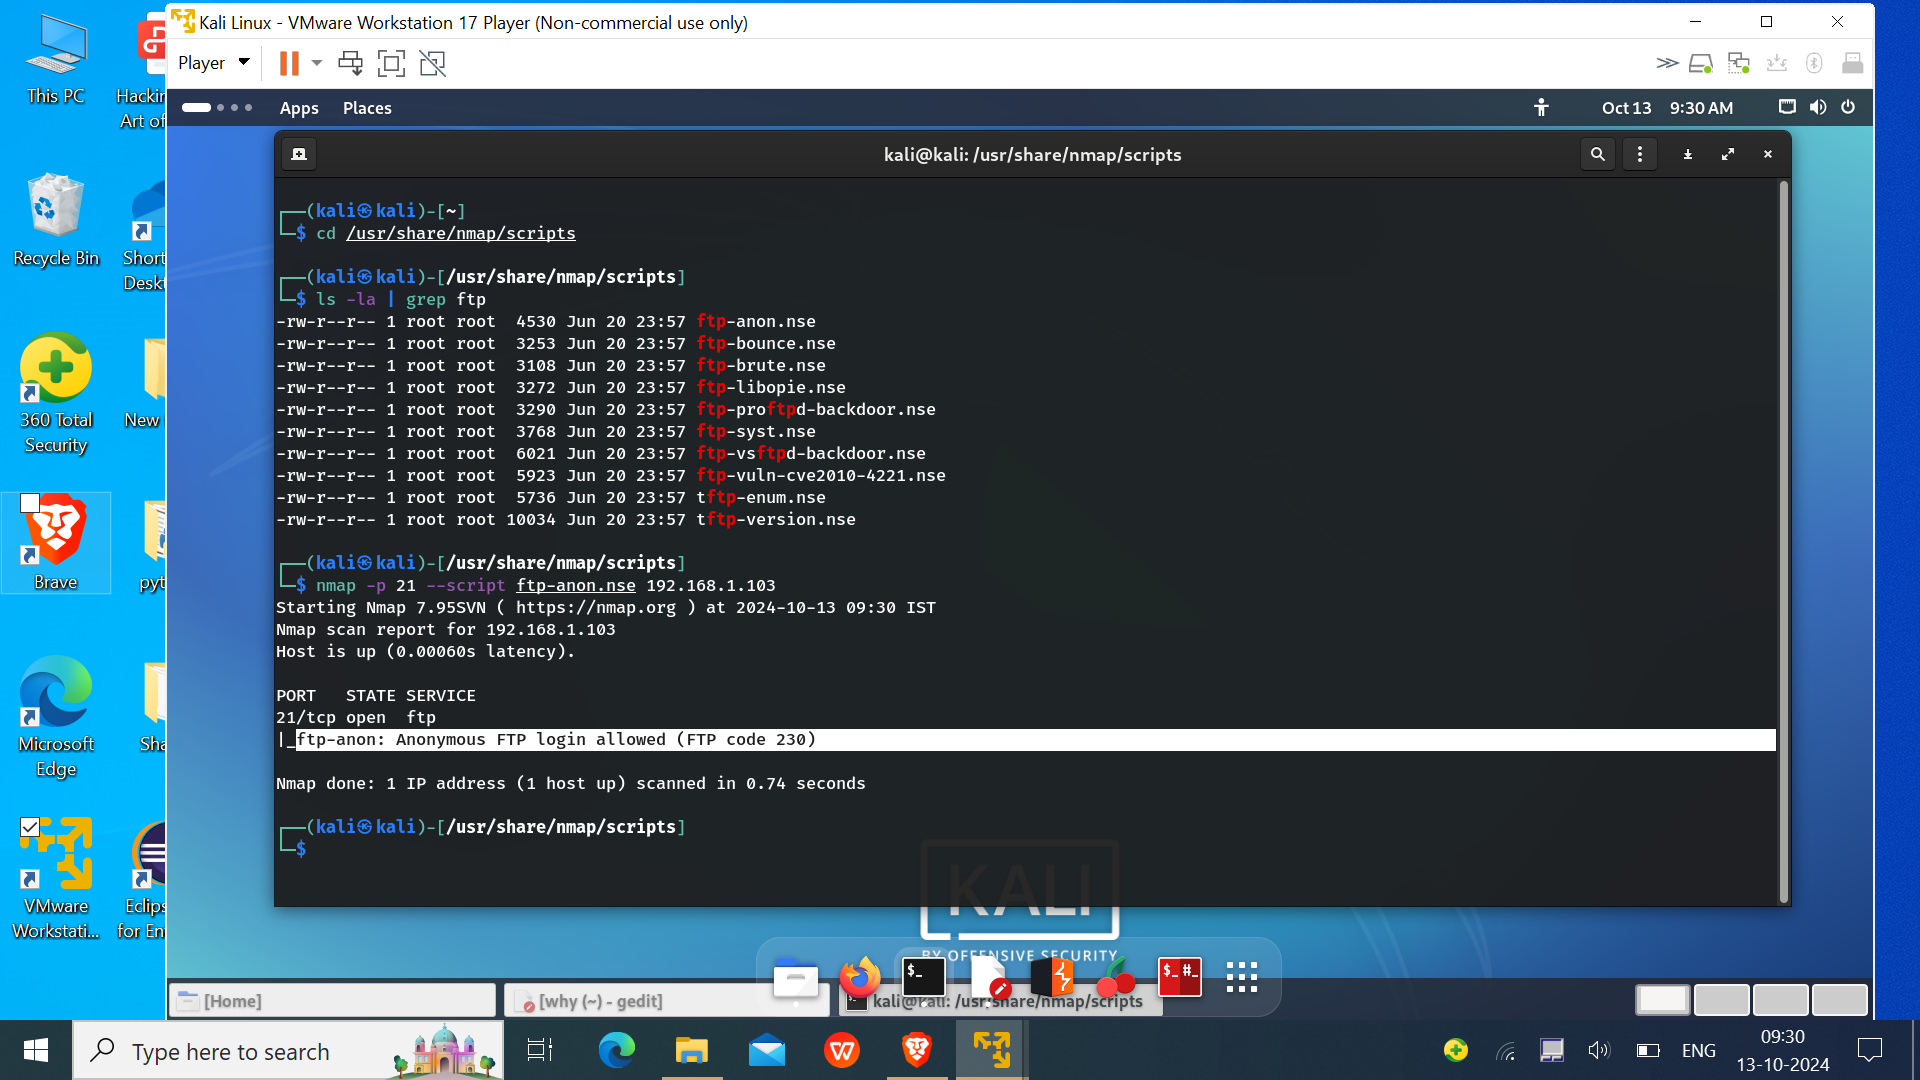 Kali Linux - VMware Workstation 17 Player (Non-commercial use only)
Player
Apps Places
Oct 13 9:30 AM
kali@kali: /usr/share/nmap/scripts
┌──(kali㉿kali)-[~]
└─$ cd /usr/share/nmap/scripts
┌──(kali㉿kali)-[/usr/share/nmap/scripts]
└─$ ls -la | grep ftp
-rw-r--r-- 1 root root  4530 Jun 20 23:57 ftp-anon.nse
-rw-r--r-- 1 root root  3253 Jun 20 23:57 ftp-bounce.nse
-rw-r--r-- 1 root root  3108 Jun 20 23:57 ftp-brute.nse
-rw-r--r-- 1 root root  3272 Jun 20 23:57 ftp-libopie.nse
-rw-r--r-- 1 root root  3290 Jun 20 23:57 ftp-proftpd-backdoor.nse
-rw-r--r-- 1 root root  3768 Jun 20 23:57 ftp-syst.nse
-rw-r--r-- 1 root root  6021 Jun 20 23:57 ftp-vsftpd-backdoor.nse
-rw-r--r-- 1 root root  5923 Jun 20 23:57 ftp-vuln-cve2010-4221.nse
-rw-r--r-- 1 root root  5736 Jun 20 23:57 tftp-enum.nse
-rw-r--r-- 1 root root 10034 Jun 20 23:57 tftp-version.nse
┌──(kali㉿kali)-[/usr/share/nmap/scripts]
└─$ nmap -p 21 --script ftp-anon.nse 192.168.1.103
Starting Nmap 7.95SVN ( https://nmap.org ) at 2024-10-13 09:30 IST
Nmap scan report for 192.168.1.103
Host is up (0.00060s latency).
PORT   STATE SERVICE
21/tcp open  ftp
|_ftp-anon: Anonymous FTP login allowed (FTP code 230)
Nmap done: 1 IP address (1 host up) scanned in 0.74 seconds
┌──(kali㉿kali)-[/usr/share/nmap/scripts]
└─$
KALI
BY OFFENSIVE SECURITY
[Home]
[why (~) - gedit]
kali@kali: /usr/share/nmap/scripts
This PC
Hackin
Art of
Recycle Bin
Short
Deskt
360 Total
Security
New
Brave
pyt
Microsoft
Edge
Sha
VMware
Workstati...
Eclips
for En
Type here to search
ENG
09:30
13-10-2024